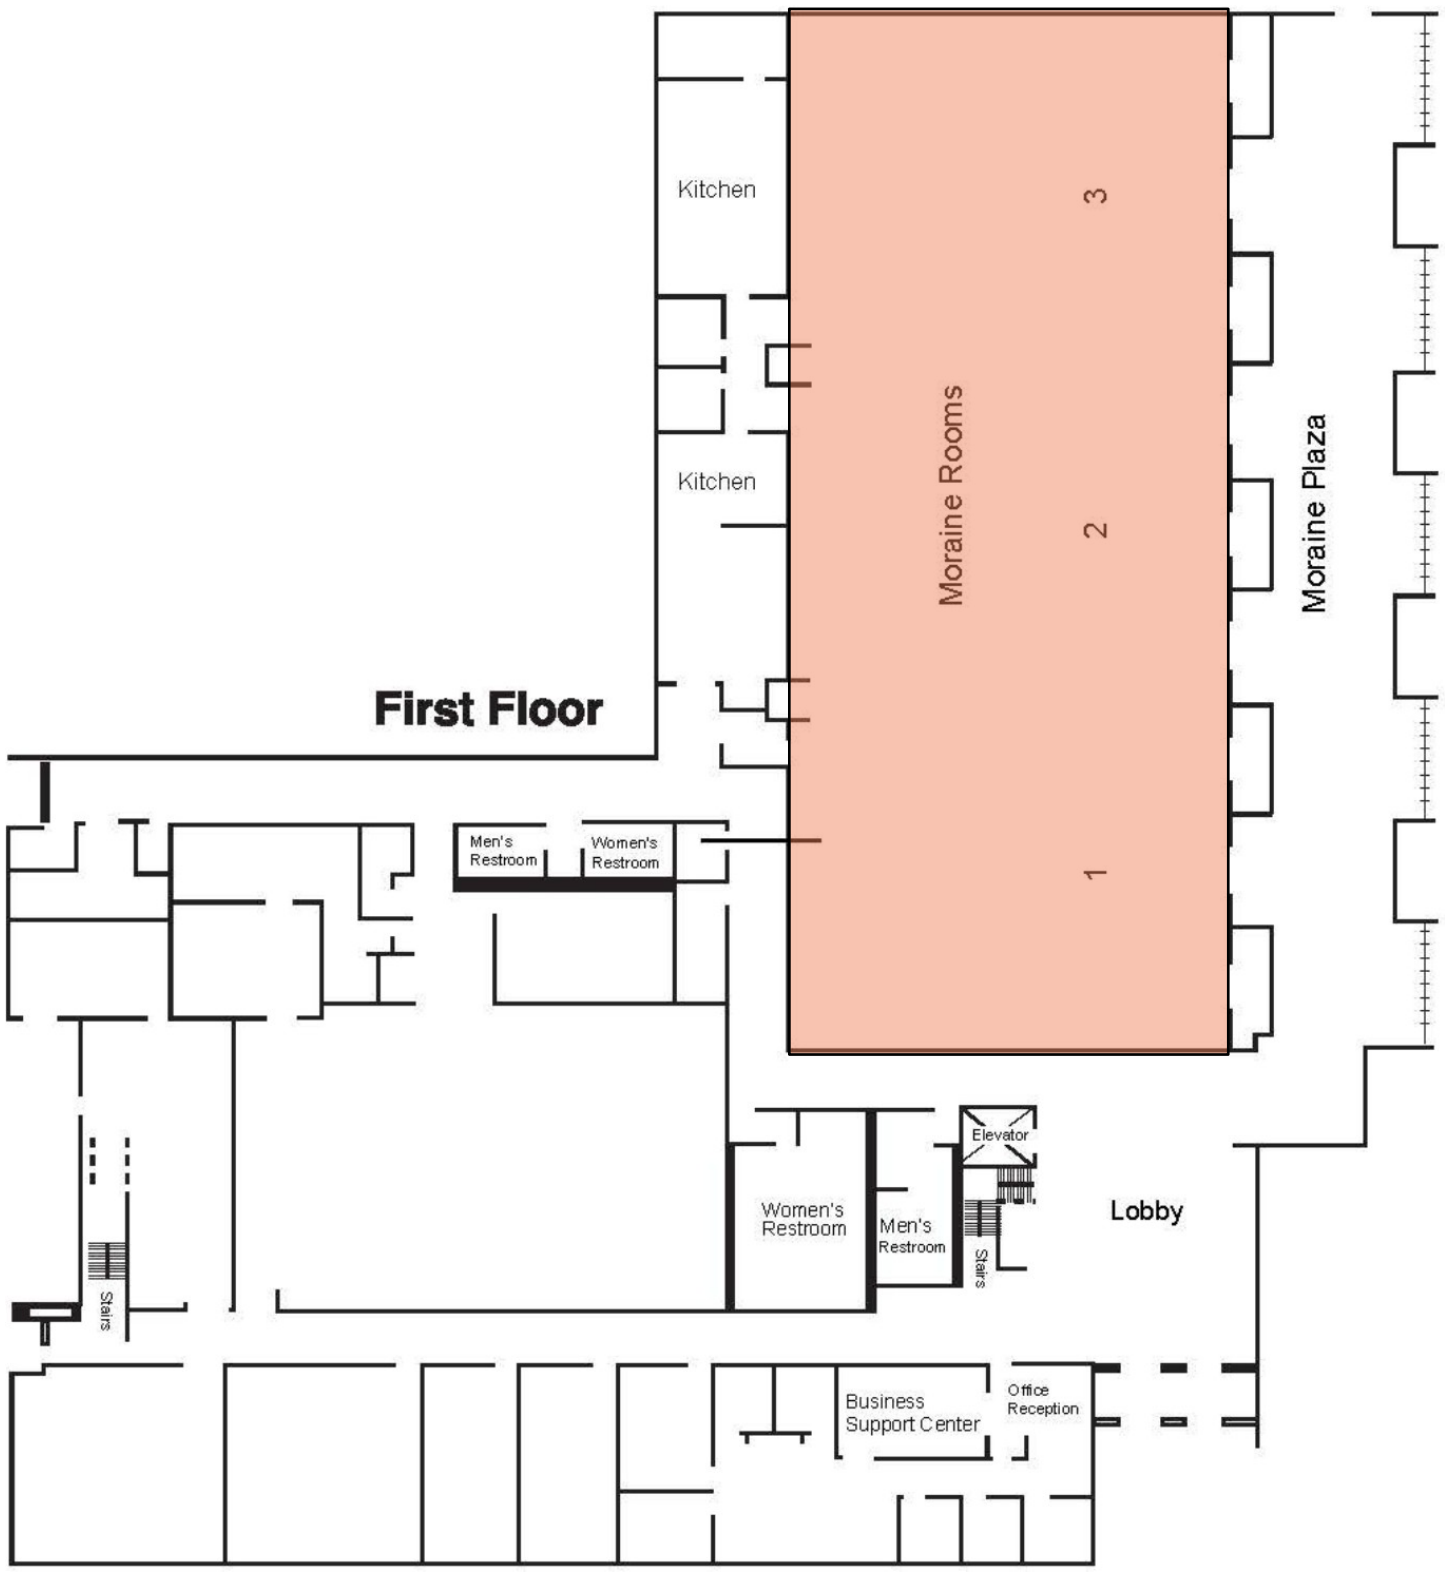 Kitchen
3
Moraine Rooms
Moraine Plaza
Kitchen
2
First Floor
Men's
Restroom
Women's
Restroom
1
Elevator
Women's
Restroom
Men's
Restroom
Stairs
Lobby
Stairs
Business
Support Center
Office
Reception